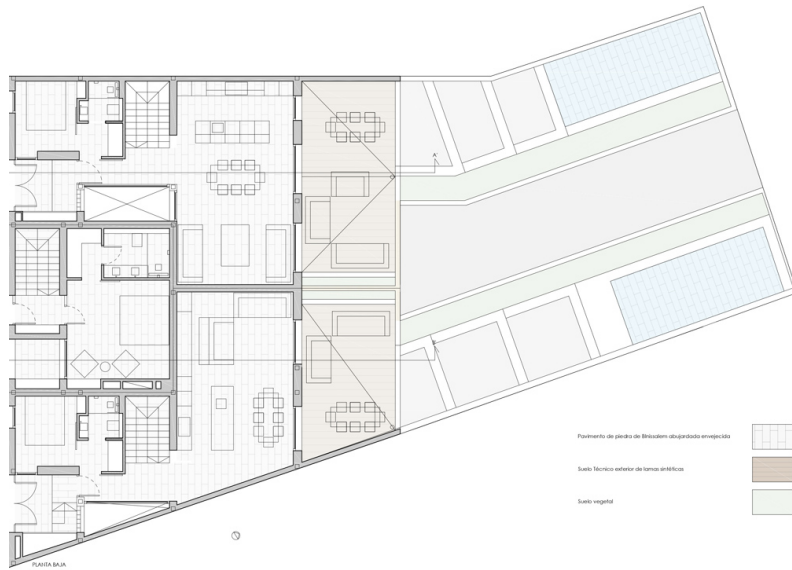 A'
Pavimento de piedra de Binissalem abujardada envejecida
Suelo Técnico exterior de lamas sintéticas
Suelo vegetal
PLANTA BAJA